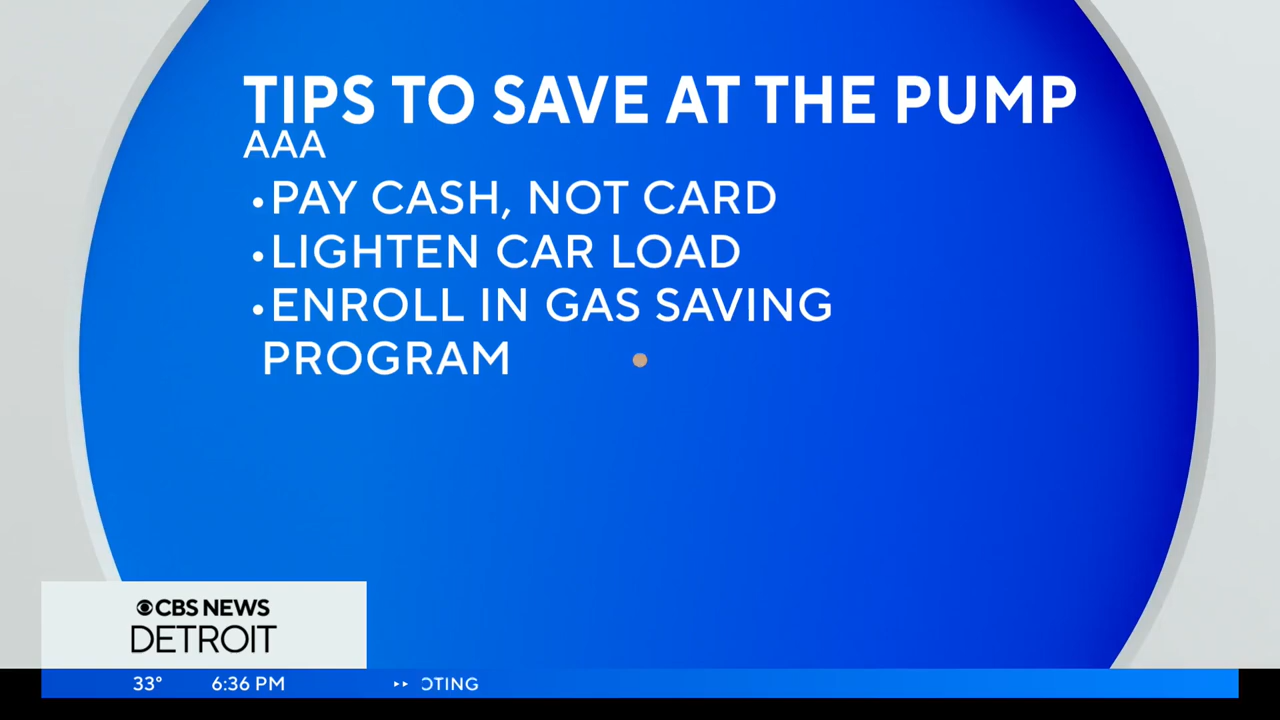 TIPS TO SAVE AT THE PUMP
AAA
•PAY CASH, NOT CARD
•LIGHTEN CAR LOAD
•ENROLL IN GAS SAVING
PROGRAM
CBS NEWS
DETROIT
33° 6:36 PM